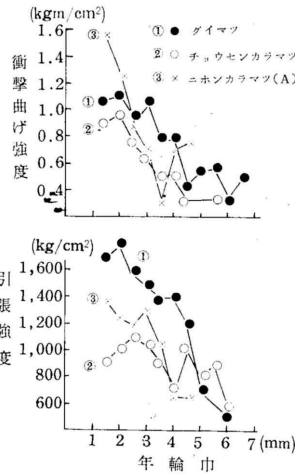 (kgm/cm²)
① ● グイマツ
② ○ チョウセンカラマツ
③ × ニホンカラマツ(A)
衝撃曲げ強度
1.6
1.4
1.2
1.0
0.8
0.6
0.4
③
①
②
(kg/cm²)
引張強度
1,600
1,400
1,200
1,000
800
600
①
③
②
1 2 3 4 5 6 7 (mm)
年輪巾